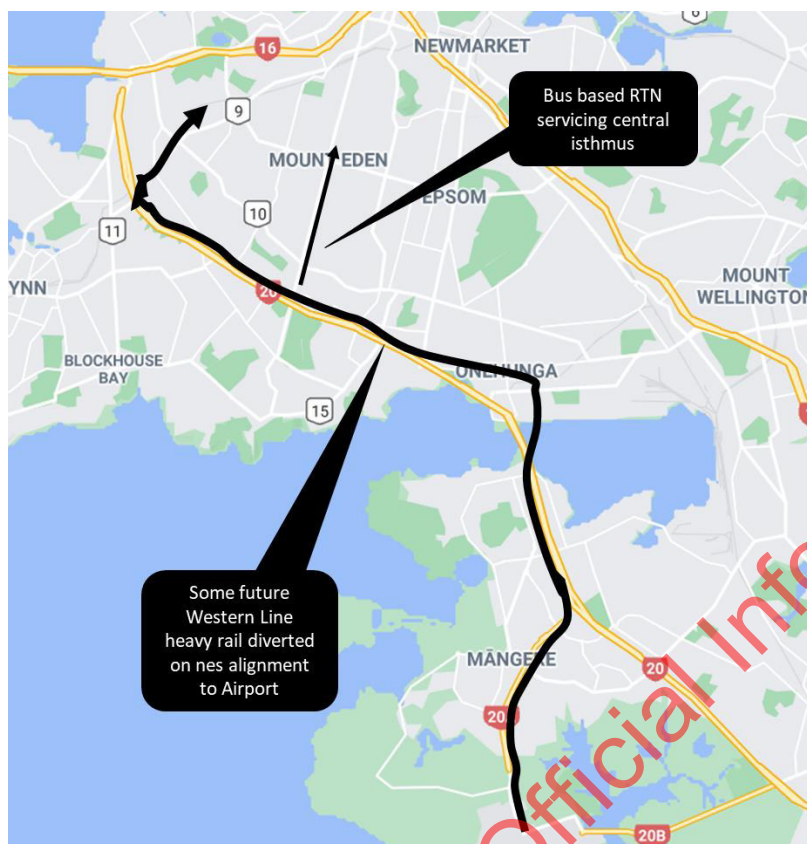 6
16
NEWMARKET
9
Bus based RTN
servicing central
isthmus
MOUNT EDEN
EPSOM
10
11
YNN
20
MOUNT
WELLINGTON
BLOCKHOUSE
BAY
ONEHUNGA
15
Some future
Western Line
heavy rail diverted
on nes alignment
to Airport
MĀNGERE
20
20A
20B
Official Info